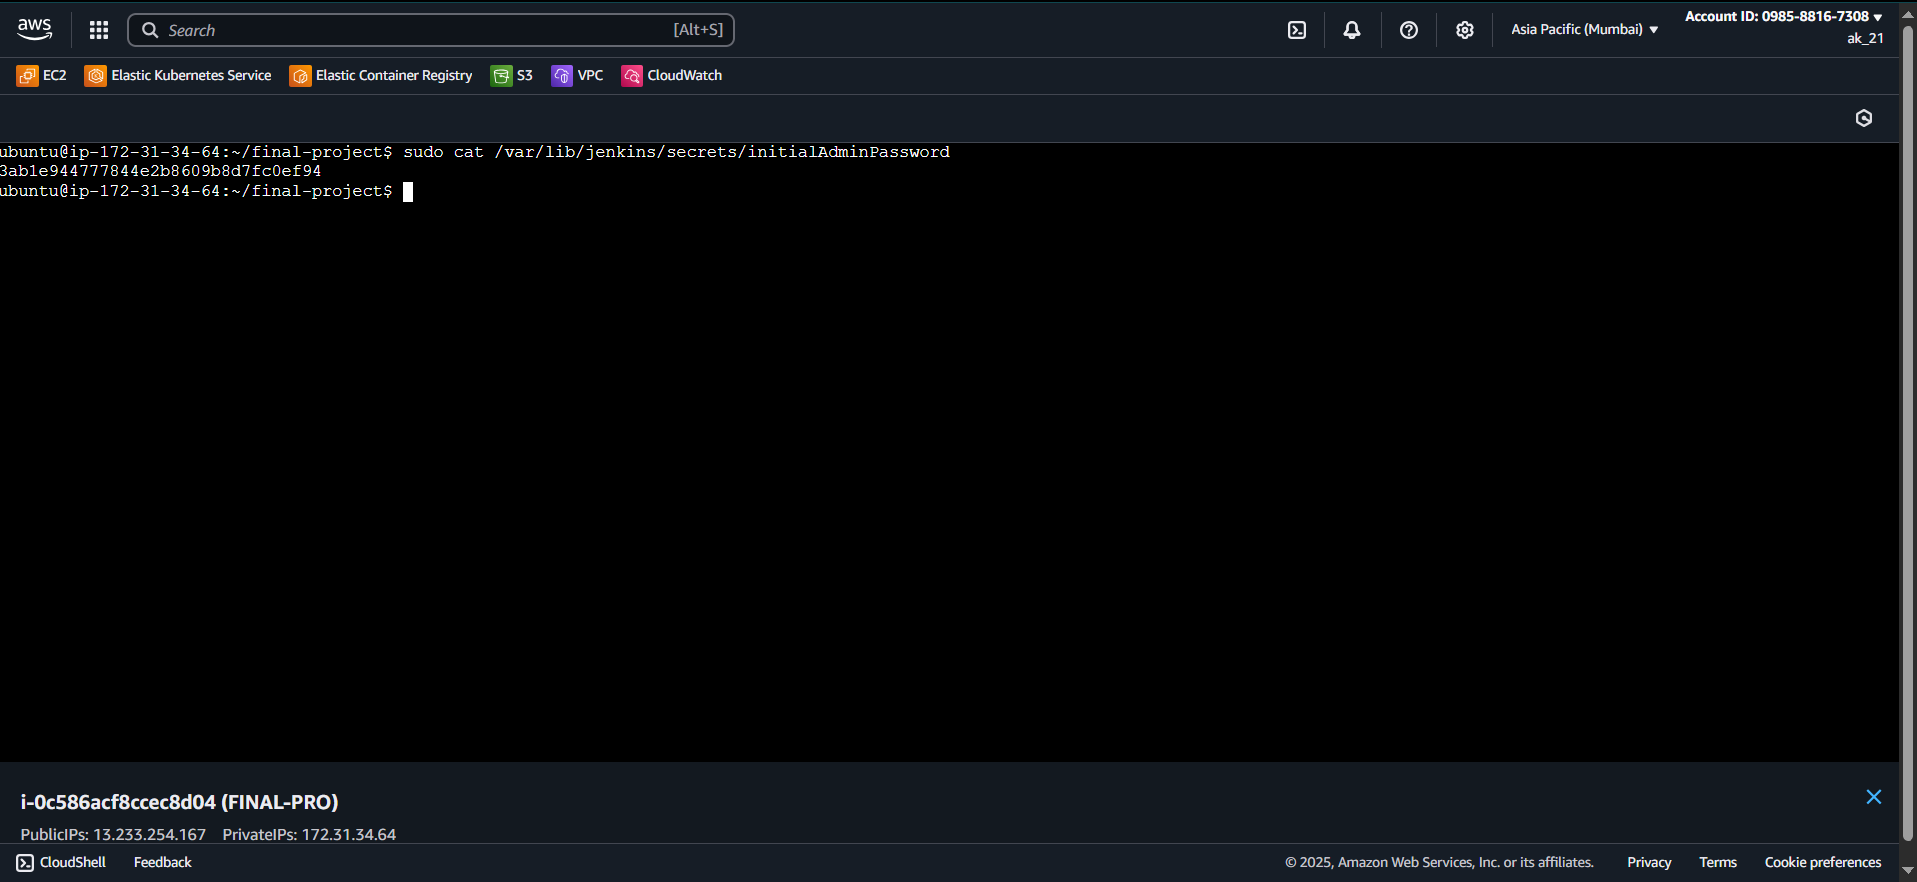 aws
Search [Alt+S]
Asia Pacific (Mumbai)
Account ID: 0985-8816-7308
ak_21
EC2 Elastic Kubernetes Service Elastic Container Registry S3 VPC CloudWatch
ubuntu@ip-172-31-34-64:~/final-project$ sudo cat /var/lib/jenkins/secrets/initialAdminPassword
3ab1e944777844e2b8609b8d7fc0ef94
ubuntu@ip-172-31-34-64:~/final-project$
i-0c586acf8ccec8d04 (FINAL-PRO)
PublicIPs: 13.233.254.167 PrivateIPs: 172.31.34.64
CloudShell Feedback © 2025, Amazon Web Services, Inc. or its affiliates. Privacy Terms Cookie preferences